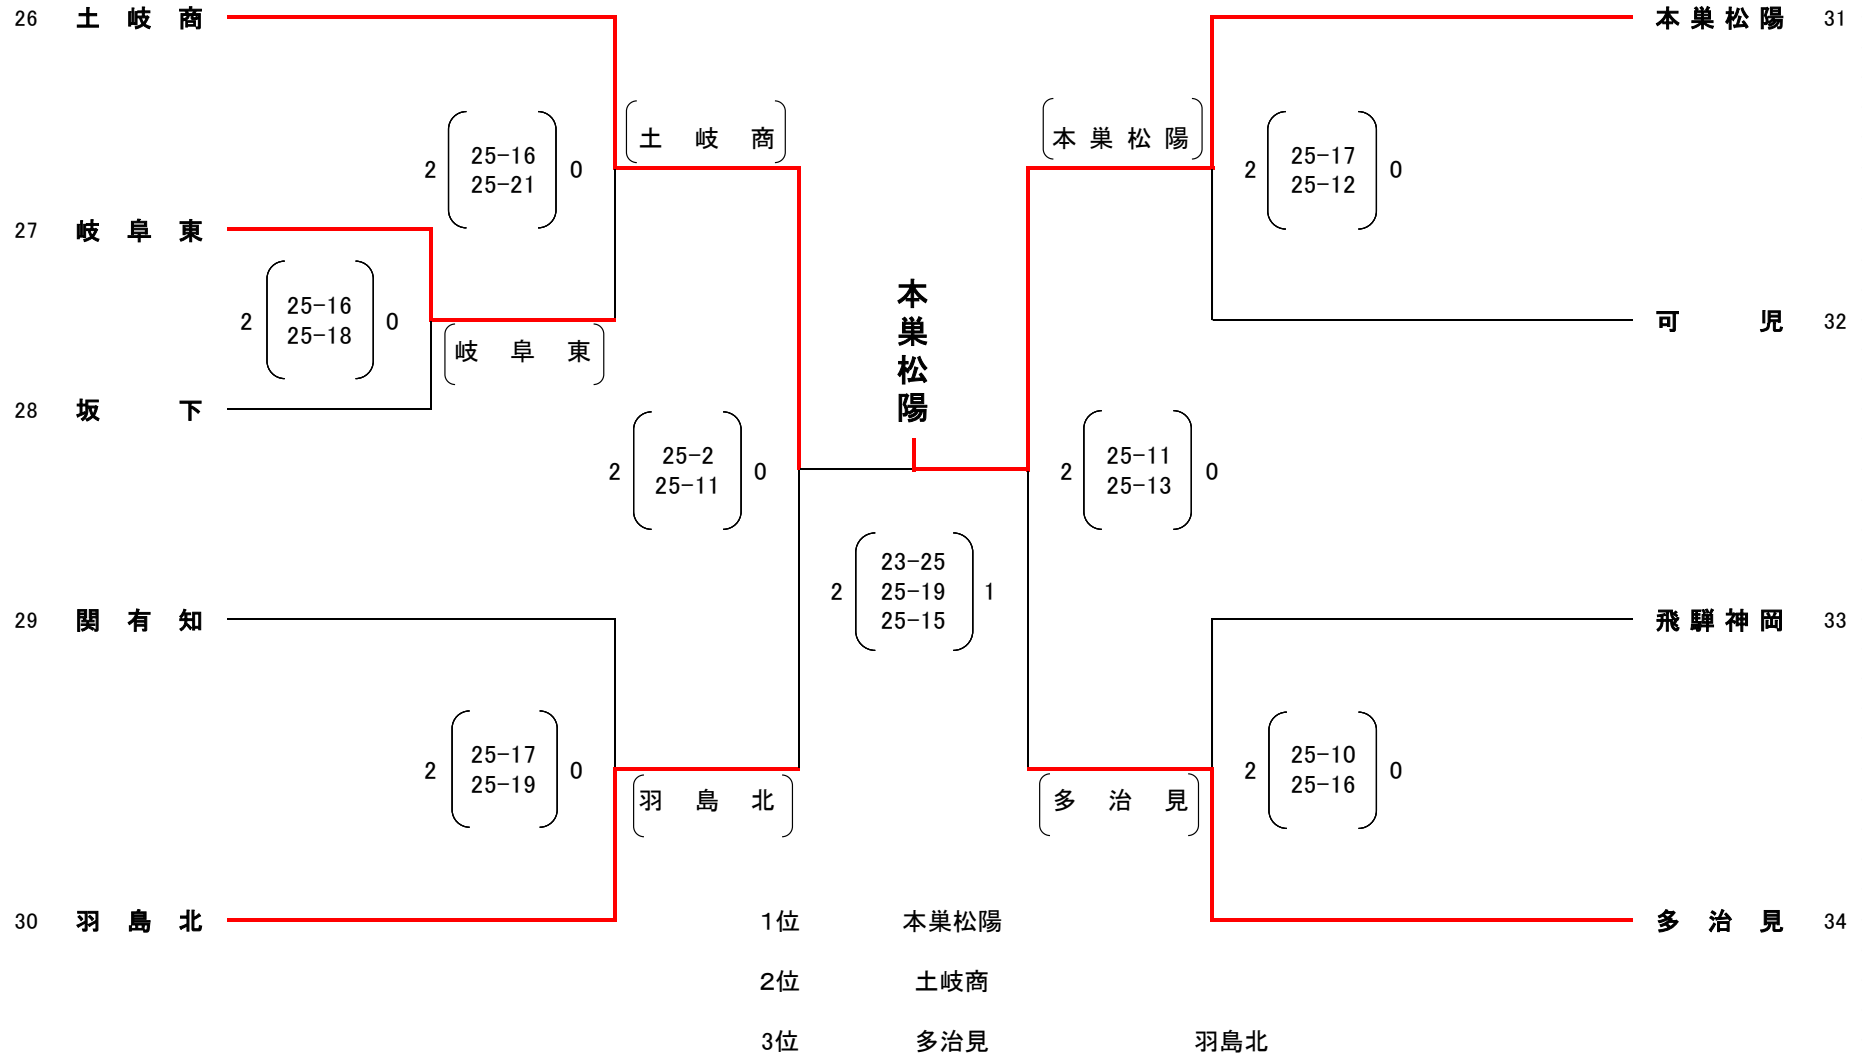 26 土岐商
本巣松陽 31
土岐商
本巣松陽
2 25-16 0
25-21
2 25-17 0
25-12
27 岐阜東
2 25-16 0
25-18
岐阜東
本巣松陽
可児 32
28 坂下
2 25-2 0
25-11
2 25-11 0
25-13
2 23-25 1
25-19
25-15
29 関有知
飛騨神岡 33
2 25-17 0
25-19
2 25-10 0
25-16
羽島北
多治見
30 羽島北
多治見 34
1位 本巣松陽
2位 土岐商
3位 多治見 羽島北